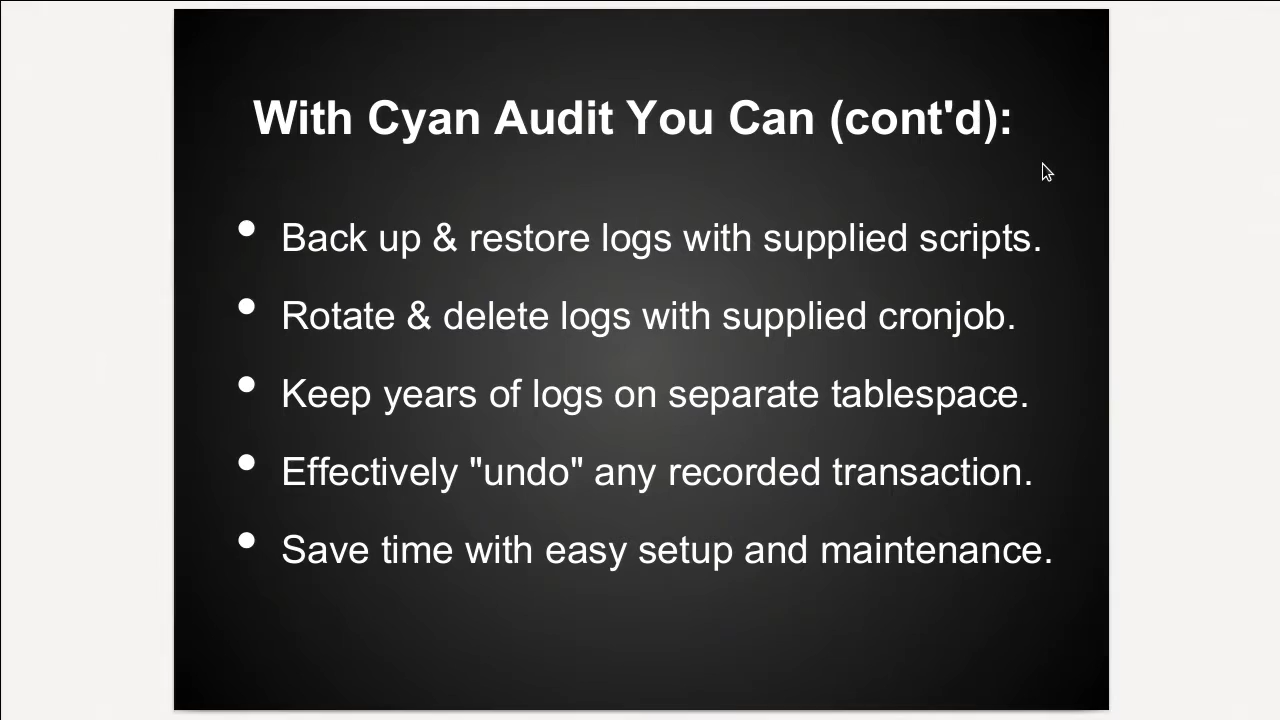 With Cyan Audit You Can (cont'd):
• Back up & restore logs with supplied scripts.
• Rotate & delete logs with supplied cronjob.
• Keep years of logs on separate tablespace.
• Effectively "undo" any recorded transaction.
• Save time with easy setup and maintenance.